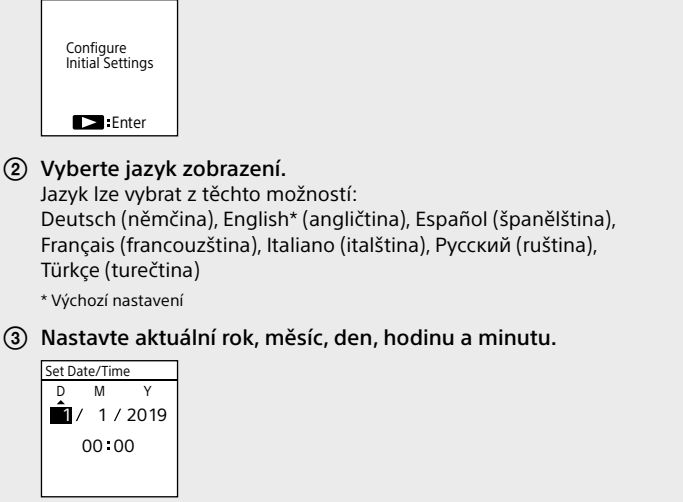 Configure
Initial Settings
:Enter
② Vyberte jazyk zobrazení.
Jazyk lze vybrat z těchto možností:
Deutsch (němčina), English* (angličtina), Español (španělština),
Français (francouzština), Italiano (italština), Русский (ruština),
Türkçe (turečtina)
* Výchozí nastavení
③ Nastavte aktuální rok, měsíc, den, hodinu a minutu.
Set Date/Time
D M Y
1 / 1 / 2019
00:00